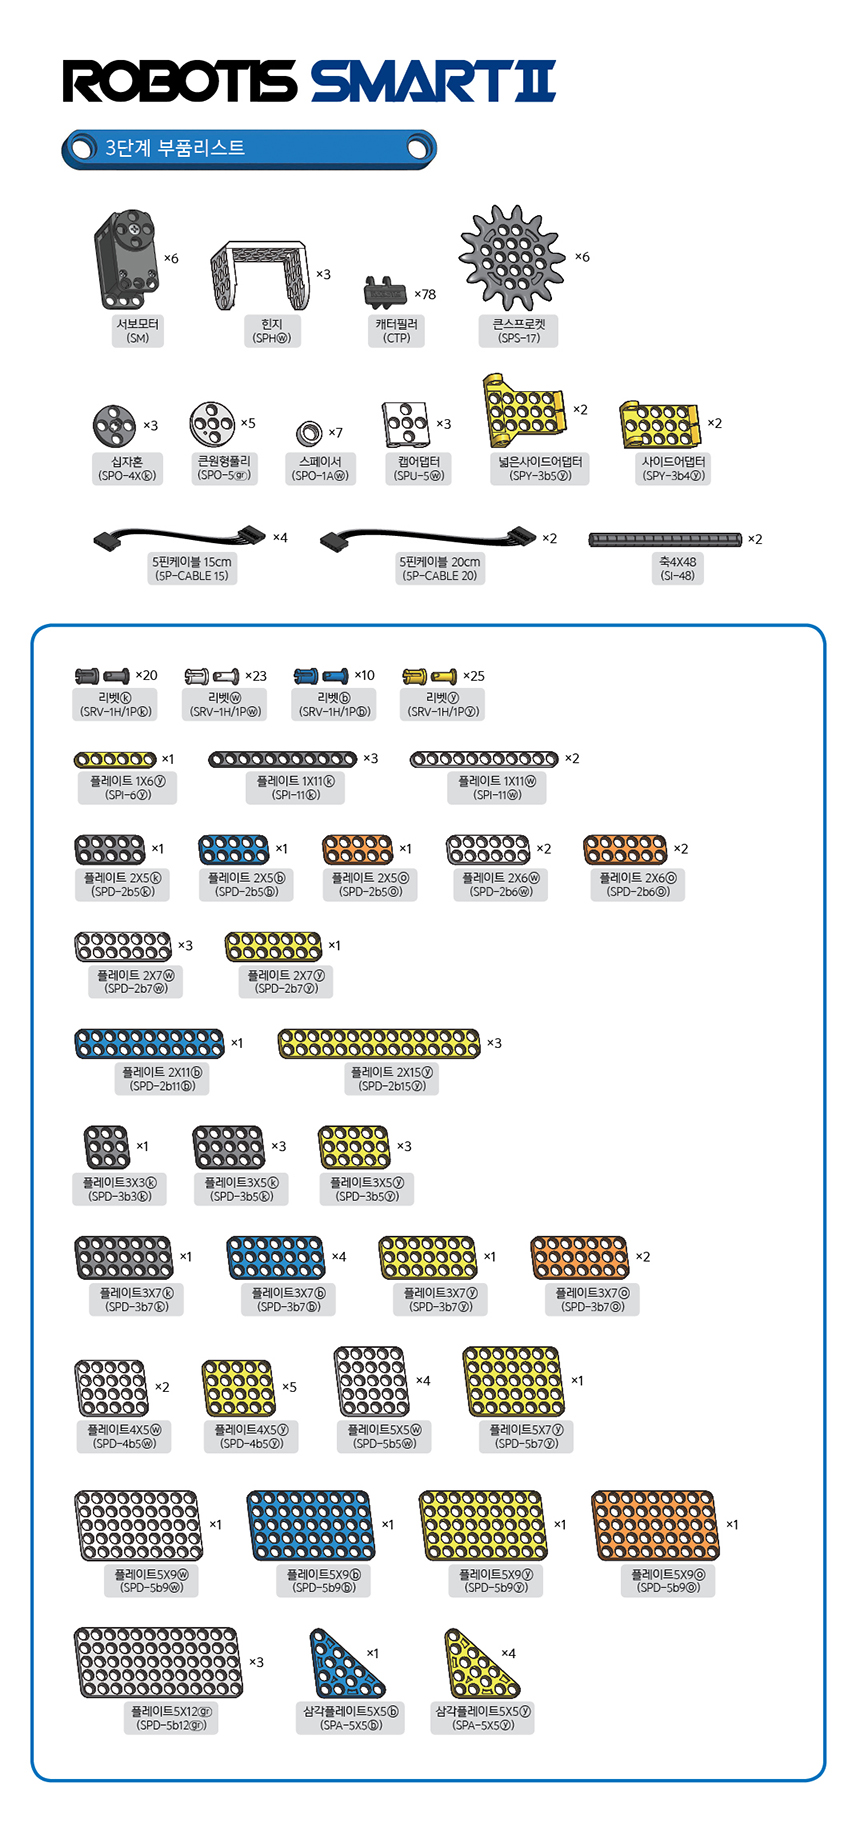 ROBOTIS SMART II
3단계 부품리스트
×6
×3
×78
×6
서보모터
(SM)
힌지
(SPHⓦ)
캐터필러
(CTP)
큰스프로켓
(SPS-17)
×3
×5
×7
×3
×2
×2
십자혼
(SPO-4Xⓚ)
큰원형풀리
(SPO-5gr)
스페이서
(SPO-1Aⓦ)
캡어댑터
(SPU-5ⓦ)
넓은사이드어댑터
(SPY-3b5ⓨ)
사이드어댑터
(SPY-3b4ⓨ)
×4
×2
×2
5핀케이블 15cm
(5P-CABLE 15)
5핀케이블 20cm
(5P-CABLE 20)
축4X48
(SI-48)
×20
×23
×10
×25
리벳ⓚ
(SRV-1H/1Pⓚ)
리벳ⓦ
(SRV-1H/1Pⓦ)
리벳ⓑ
(SRV-1H/1Pⓑ)
리벳ⓨ
(SRV-1H/1Pⓨ)
×1
×3
×2
플레이트 1X6ⓨ
(SPI-6ⓨ)
플레이트 1X11ⓚ
(SPI-11ⓚ)
플레이트 1X11ⓦ
(SPI-11ⓦ)
×1
×1
×1
×2
×2
플레이트 2X5ⓚ
(SPD-2b5ⓚ)
플레이트 2X5ⓑ
(SPD-2b5ⓑ)
플레이트 2X5ⓞ
(SPD-2b5ⓞ)
플레이트 2X6ⓦ
(SPD-2b6ⓦ)
플레이트 2X6ⓞ
(SPD-2b6ⓞ)
×3
×1
플레이트 2X7ⓦ
(SPD-2b7ⓦ)
플레이트 2X7ⓨ
(SPD-2b7ⓨ)
×1
×3
플레이트 2X11ⓑ
(SPD-2b11ⓑ)
플레이트 2X15ⓨ
(SPD-2b15ⓨ)
×1
×3
×3
플레이트3X3ⓚ
(SPD-3b3ⓚ)
플레이트3X5ⓚ
(SPD-3b5ⓚ)
플레이트3X5ⓨ
(SPD-3b5ⓨ)
×1
×4
×1
×2
플레이트3X7ⓚ
(SPD-3b7ⓚ)
플레이트3X7ⓑ
(SPD-3b7ⓑ)
플레이트3X7ⓨ
(SPD-3b7ⓨ)
플레이트3X7ⓞ
(SPD-3b7ⓞ)
×2
×5
×4
×1
플레이트4X5ⓦ
(SPD-4b5ⓦ)
플레이트4X5ⓨ
(SPD-4b5ⓨ)
플레이트5X5ⓦ
(SPD-5b5ⓦ)
플레이트5X7ⓨ
(SPD-5b7ⓨ)
×1
×1
×1
×1
플레이트5X9ⓦ
(SPD-5b9ⓦ)
플레이트5X9ⓑ
(SPD-5b9ⓑ)
플레이트5X9ⓨ
(SPD-5b9ⓨ)
플레이트5X9ⓞ
(SPD-5b9ⓞ)
×3
×1
×4
플레이트5X12gr
(SPD-5b12gr)
삼각플레이트5X5ⓑ
(SPA-5X5ⓑ)
삼각플레이트5X5ⓨ
(SPA-5X5ⓨ)